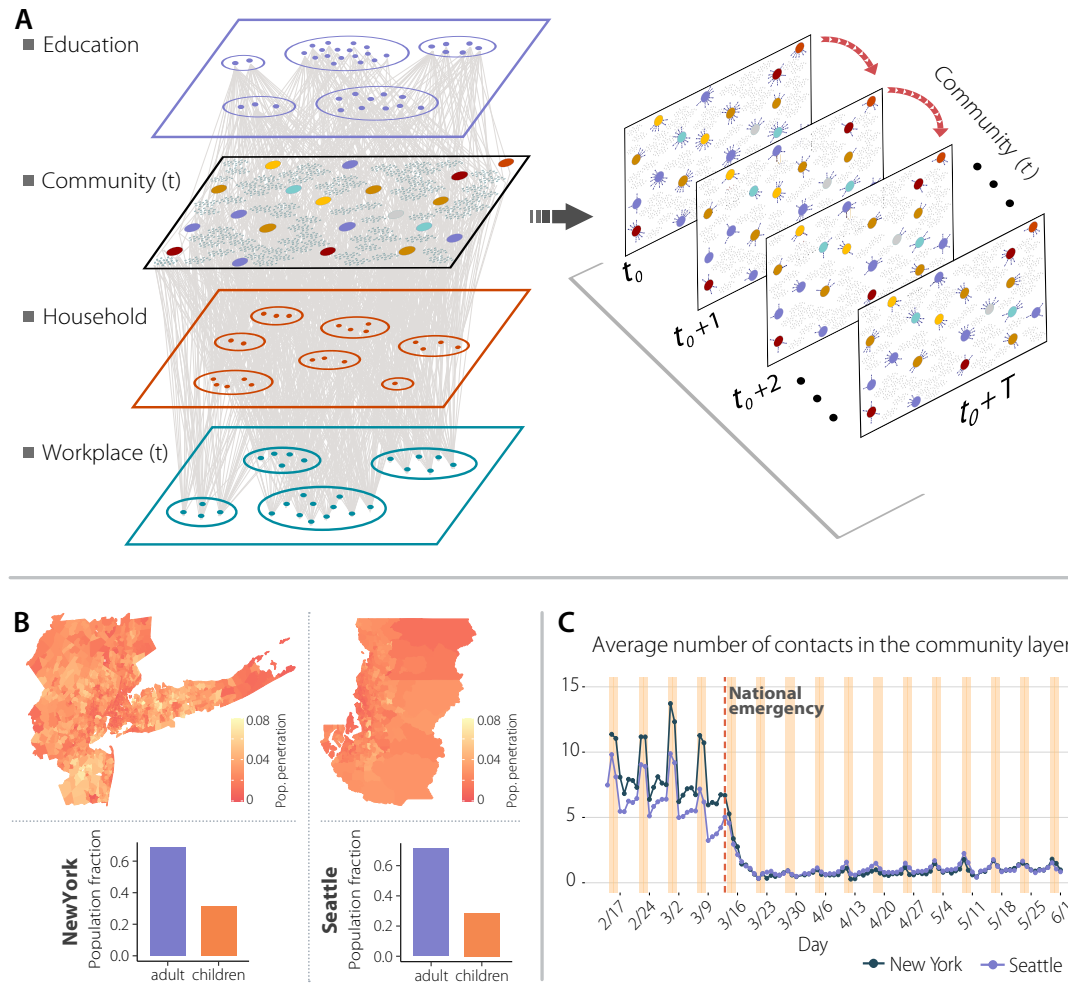 A
Education
Community (t)
Household
Workplace (t)
Community (t)
t0
t0+1
t0+2
t0+T
B
0.08
0.04
0
Pop. penetration
0.08
0.04
0
Pop. penetration
NewYork
Population fraction
0.6
0.4
0.2
0.0
adult children
Seattle
Population fraction
0.6
0.4
0.2
0.0
adult children
C
Average number of contacts in the community layer
15
10
5
0
National
emergency
2/17 2/24 3/2 3/9 3/16 3/23 3/30 4/6 4/13 4/20 4/27 5/4 5/11 5/18 5/25 6/1
Day
New York Seattle